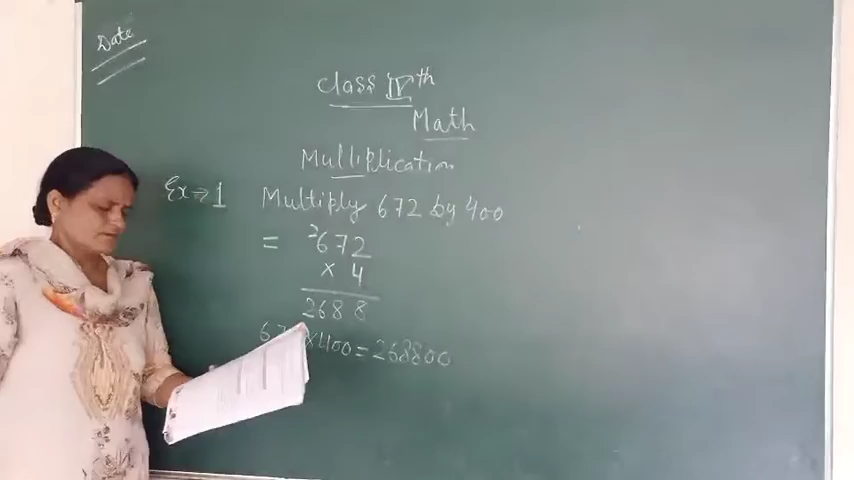 Date
Class IVth
Math
Multiplication
Ex⇒1 Multiply 672 by 400
= ²672
× 4
2688
×400=268800